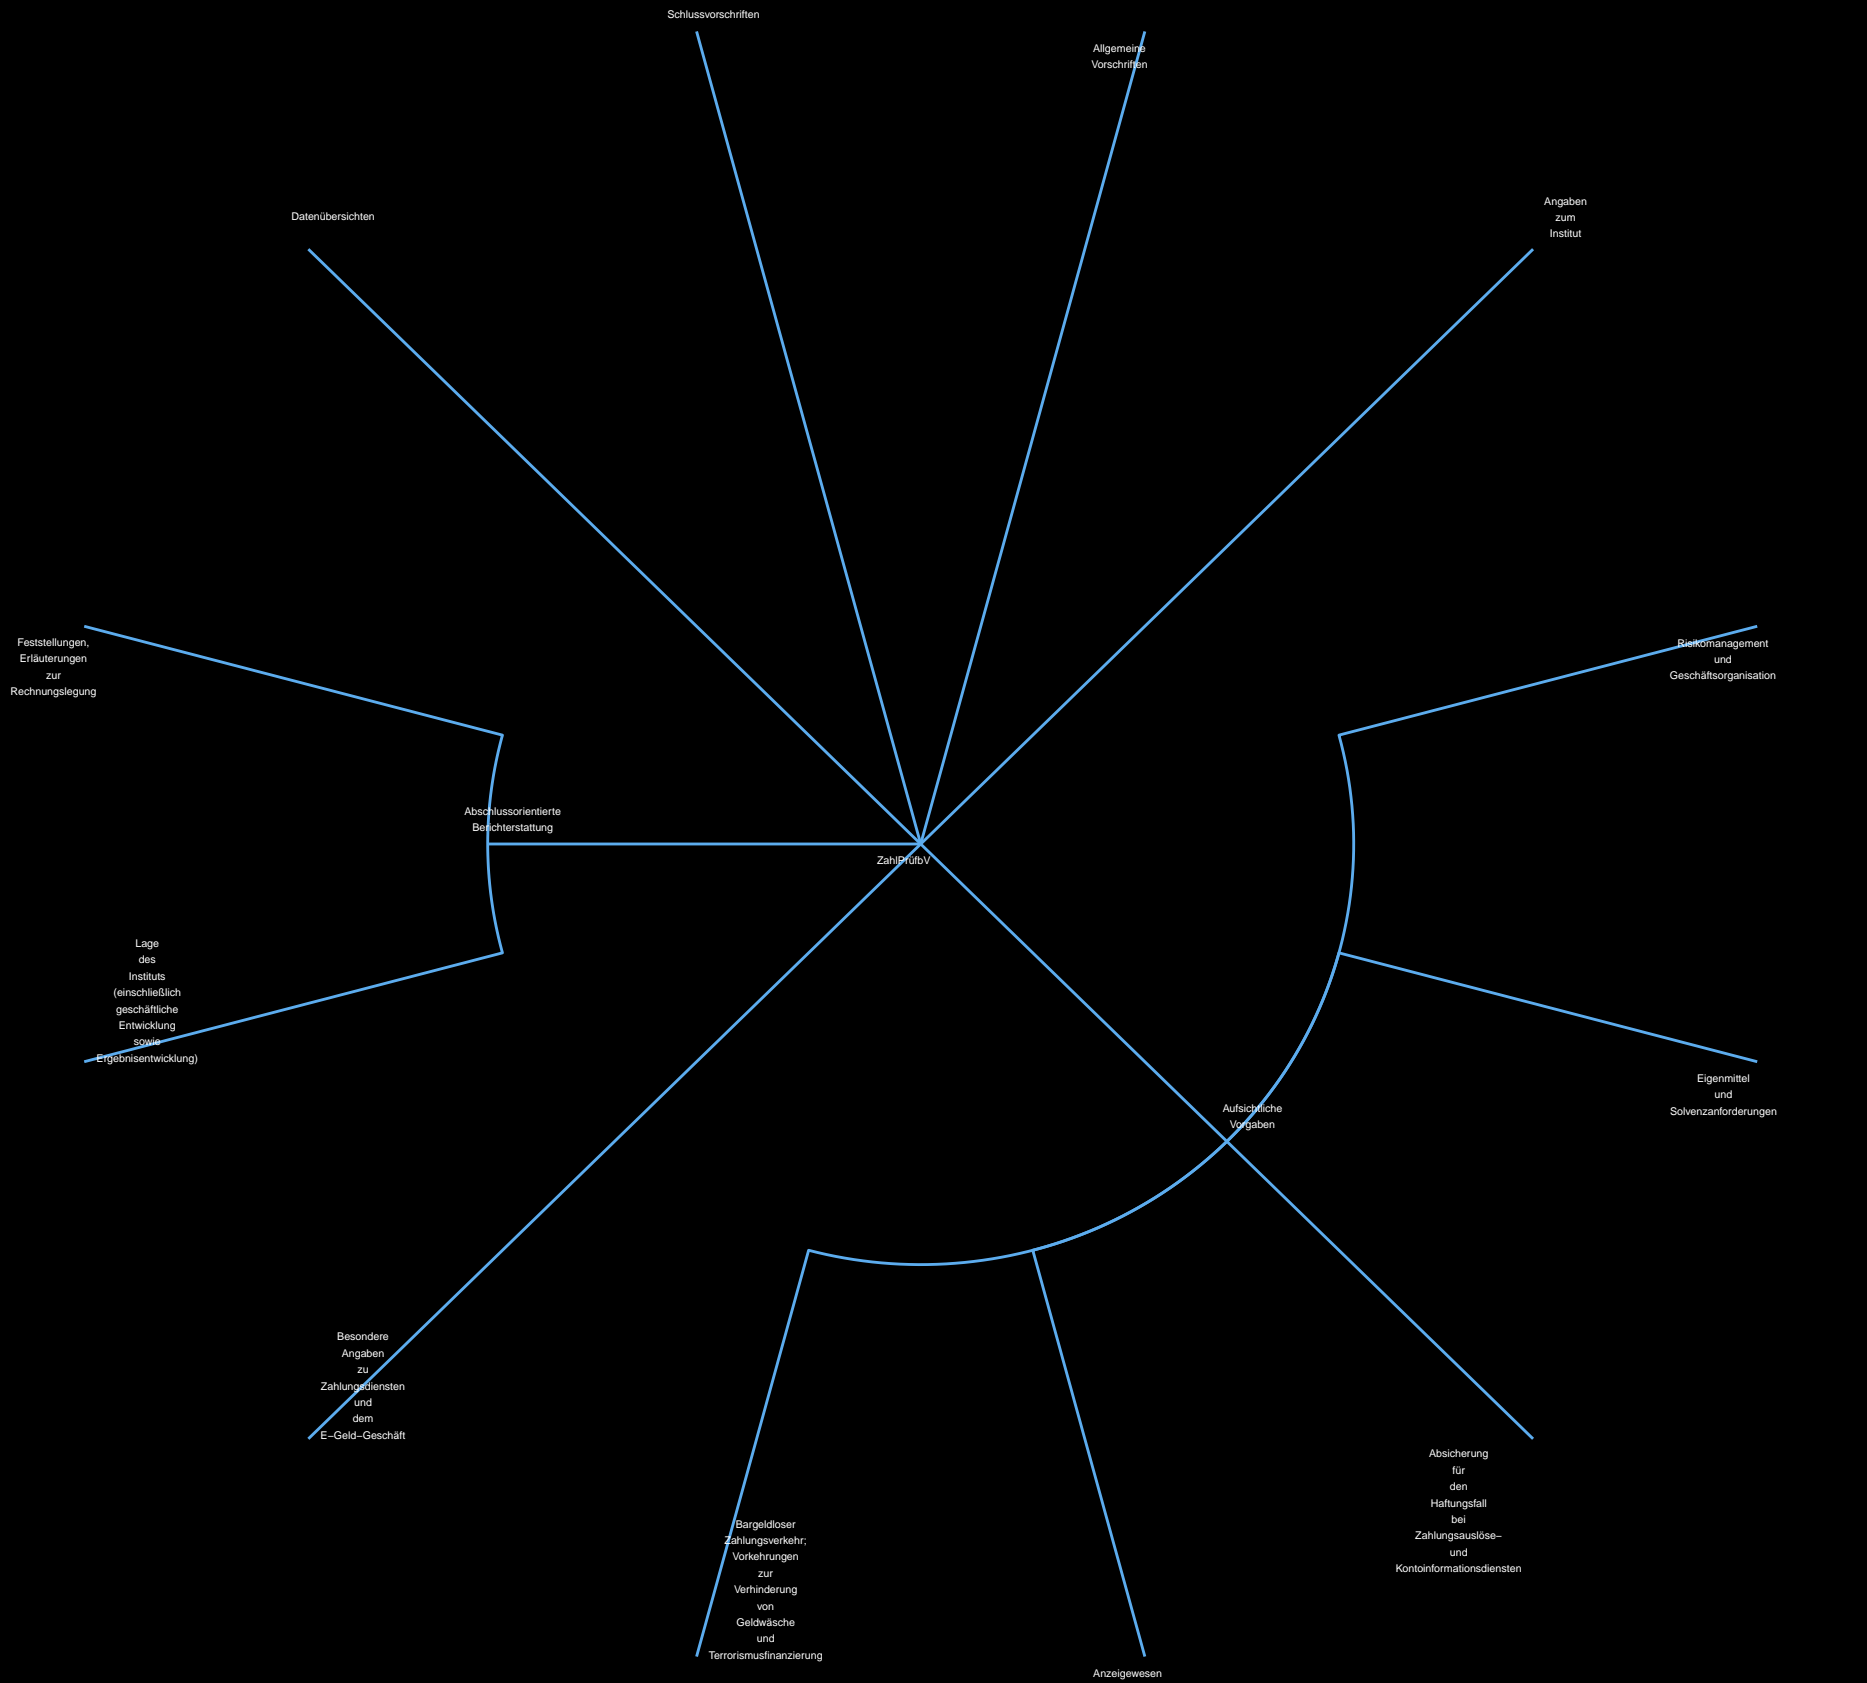 Schlussvorschriften
Allgemeine
Vorschriften
Datenübersichten
Angaben
zum
Institut
Feststellungen,
Erläuterungen
zur
Rechnungslegung
Risikomanagement
und
Geschäftsorganisation
Abschlussorientierte
Berichterstattung
ZahlPrüfbV
Lage
des
Instituts
(einschließlich
geschäftliche
Entwicklung
sowie
Ergebnisentwicklung)
Eigenmittel
und
Solvenzanforderungen
Aufsichtliche
Vorgaben
Besondere
Angaben
zu
Zahlungsdiensten
und
dem
E−Geld−Geschäft
Absicherung
für
den
Haftungsfall
bei
Zahlungsauslöse−
und
Kontoinformationsdiensten
Bargeldloser
Zahlungsverkehr;
Vorkehrungen
zur
Verhinderung
von
Geldwäsche
und
Terrorismusfinanzierung
Anzeigewesen